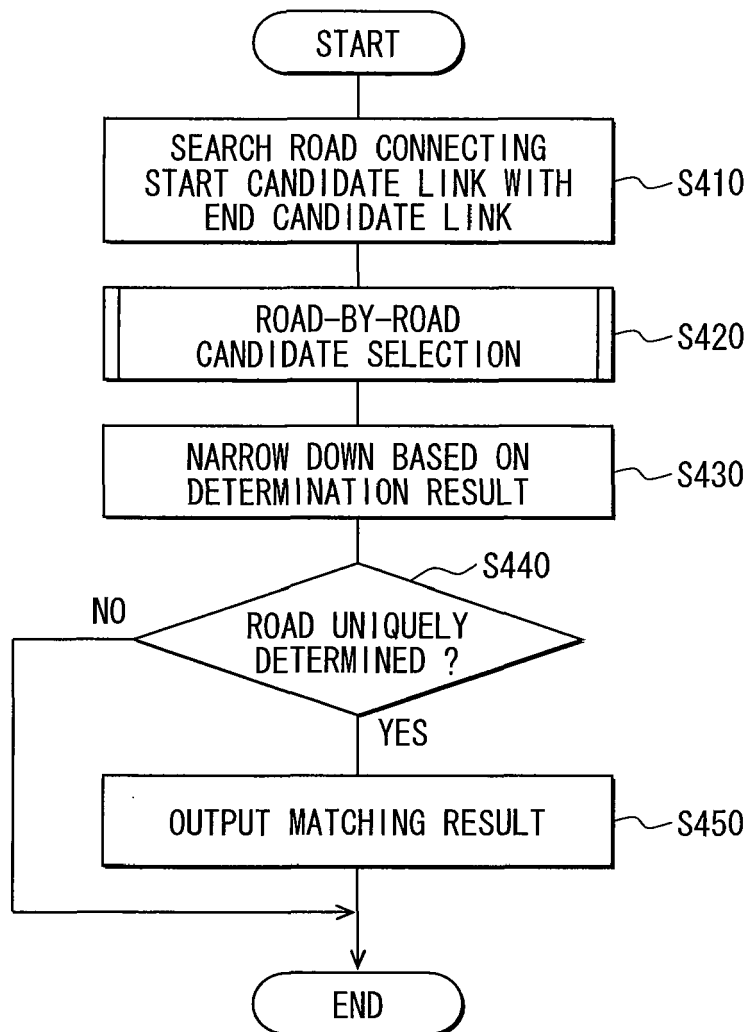 START
SEARCH ROAD CONNECTING
START CANDIDATE LINK WITH
END CANDIDATE LINK
S410
ROAD-BY-ROAD
CANDIDATE SELECTION
S420
NARROW DOWN BASED ON
DETERMINATION RESULT
S430
S440
NO
ROAD UNIQUELY
DETERMINED ?
YES
OUTPUT MATCHING RESULT
S450
END